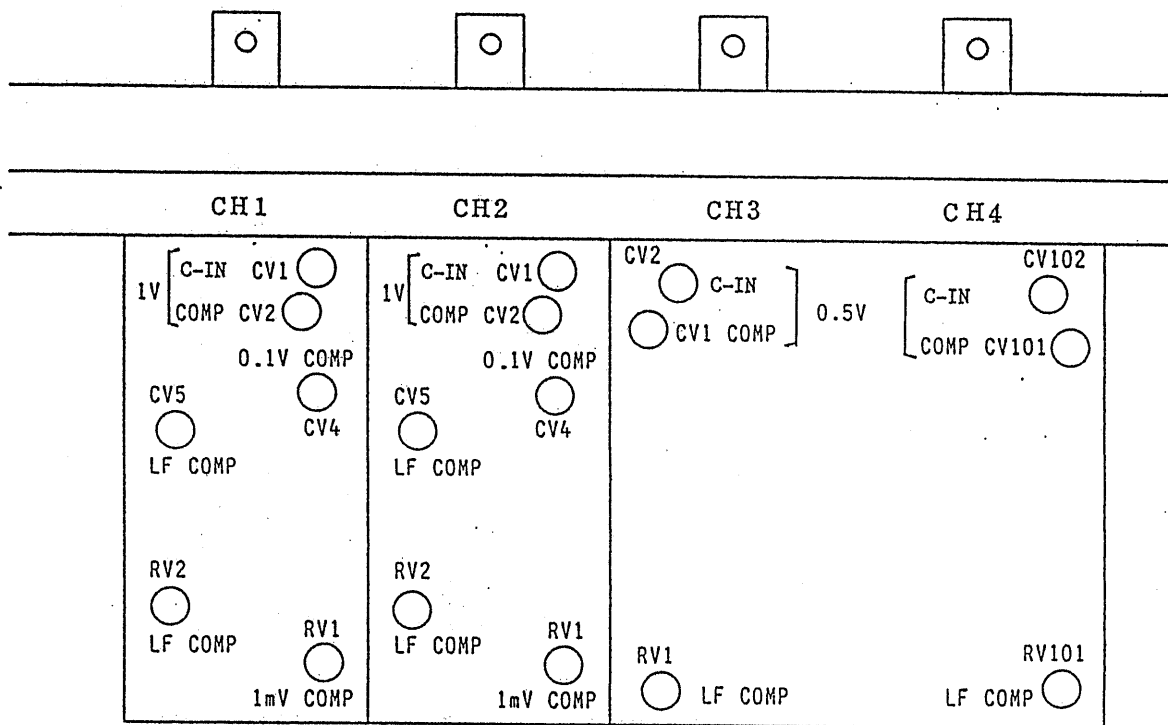 CH1 CH2 CH3 CH4
1V C-IN CV1
COMP CV2
0.1V COMP
CV5
CV4
LF COMP
RV2
LF COMP
RV1
1mV COMP
1V C-IN CV1
COMP CV2
0.1V COMP
CV5
CV4
LF COMP
RV2
LF COMP
RV1
1mV COMP
CV2
C-IN
CV1 COMP
0.5V
RV1
LF COMP
CV102
C-IN
COMP CV101
RV101
LF COMP